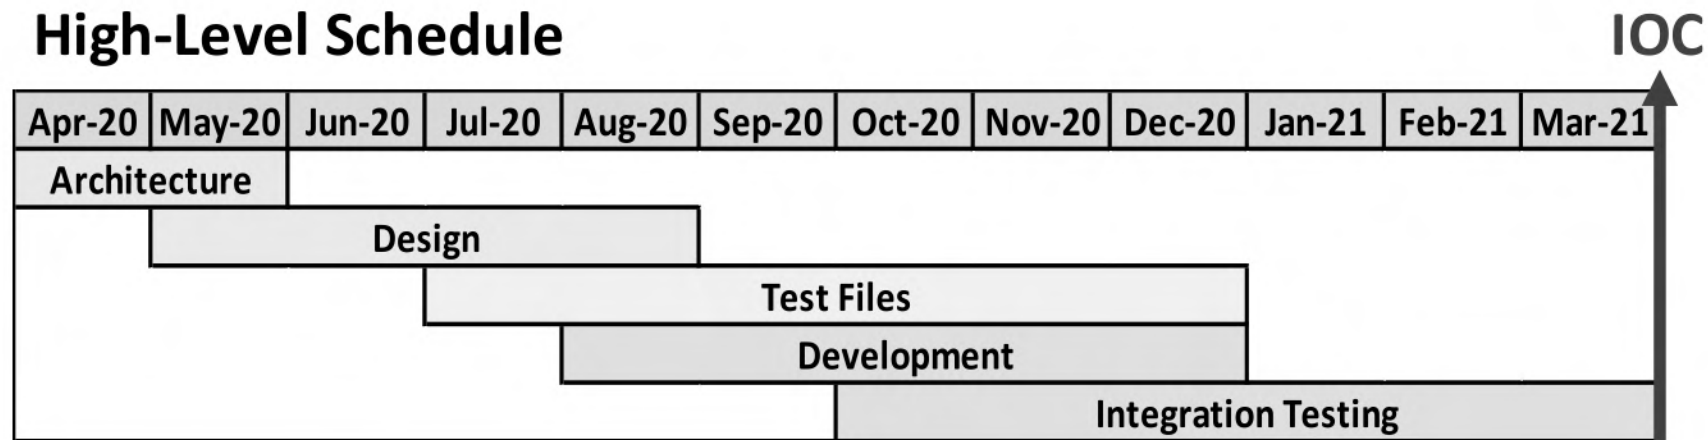 High-Level Schedule
IOC
Apr-20 May-20 Jun-20 Jul-20 Aug-20 Sep-20 Oct-20 Nov-20 Dec-20 Jan-21 Feb-21 Mar-21
Architecture
Design
Test Files
Development
Integration Testing